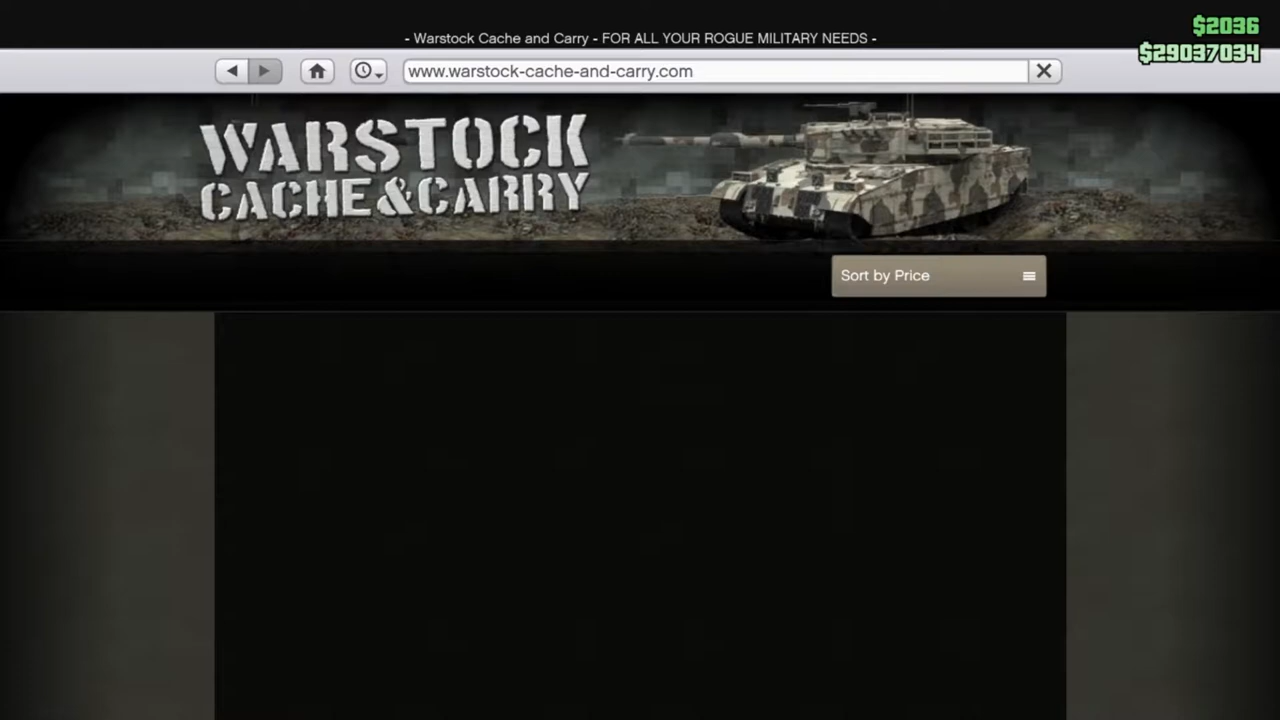 $2036
- Warstock Cache and Carry - FOR ALL YOUR ROGUE MILITARY NEEDS -
$29037034
www.warstock-cache-and-carry.com
WARSTOCK
CACHE&CARRY
Sort by Price